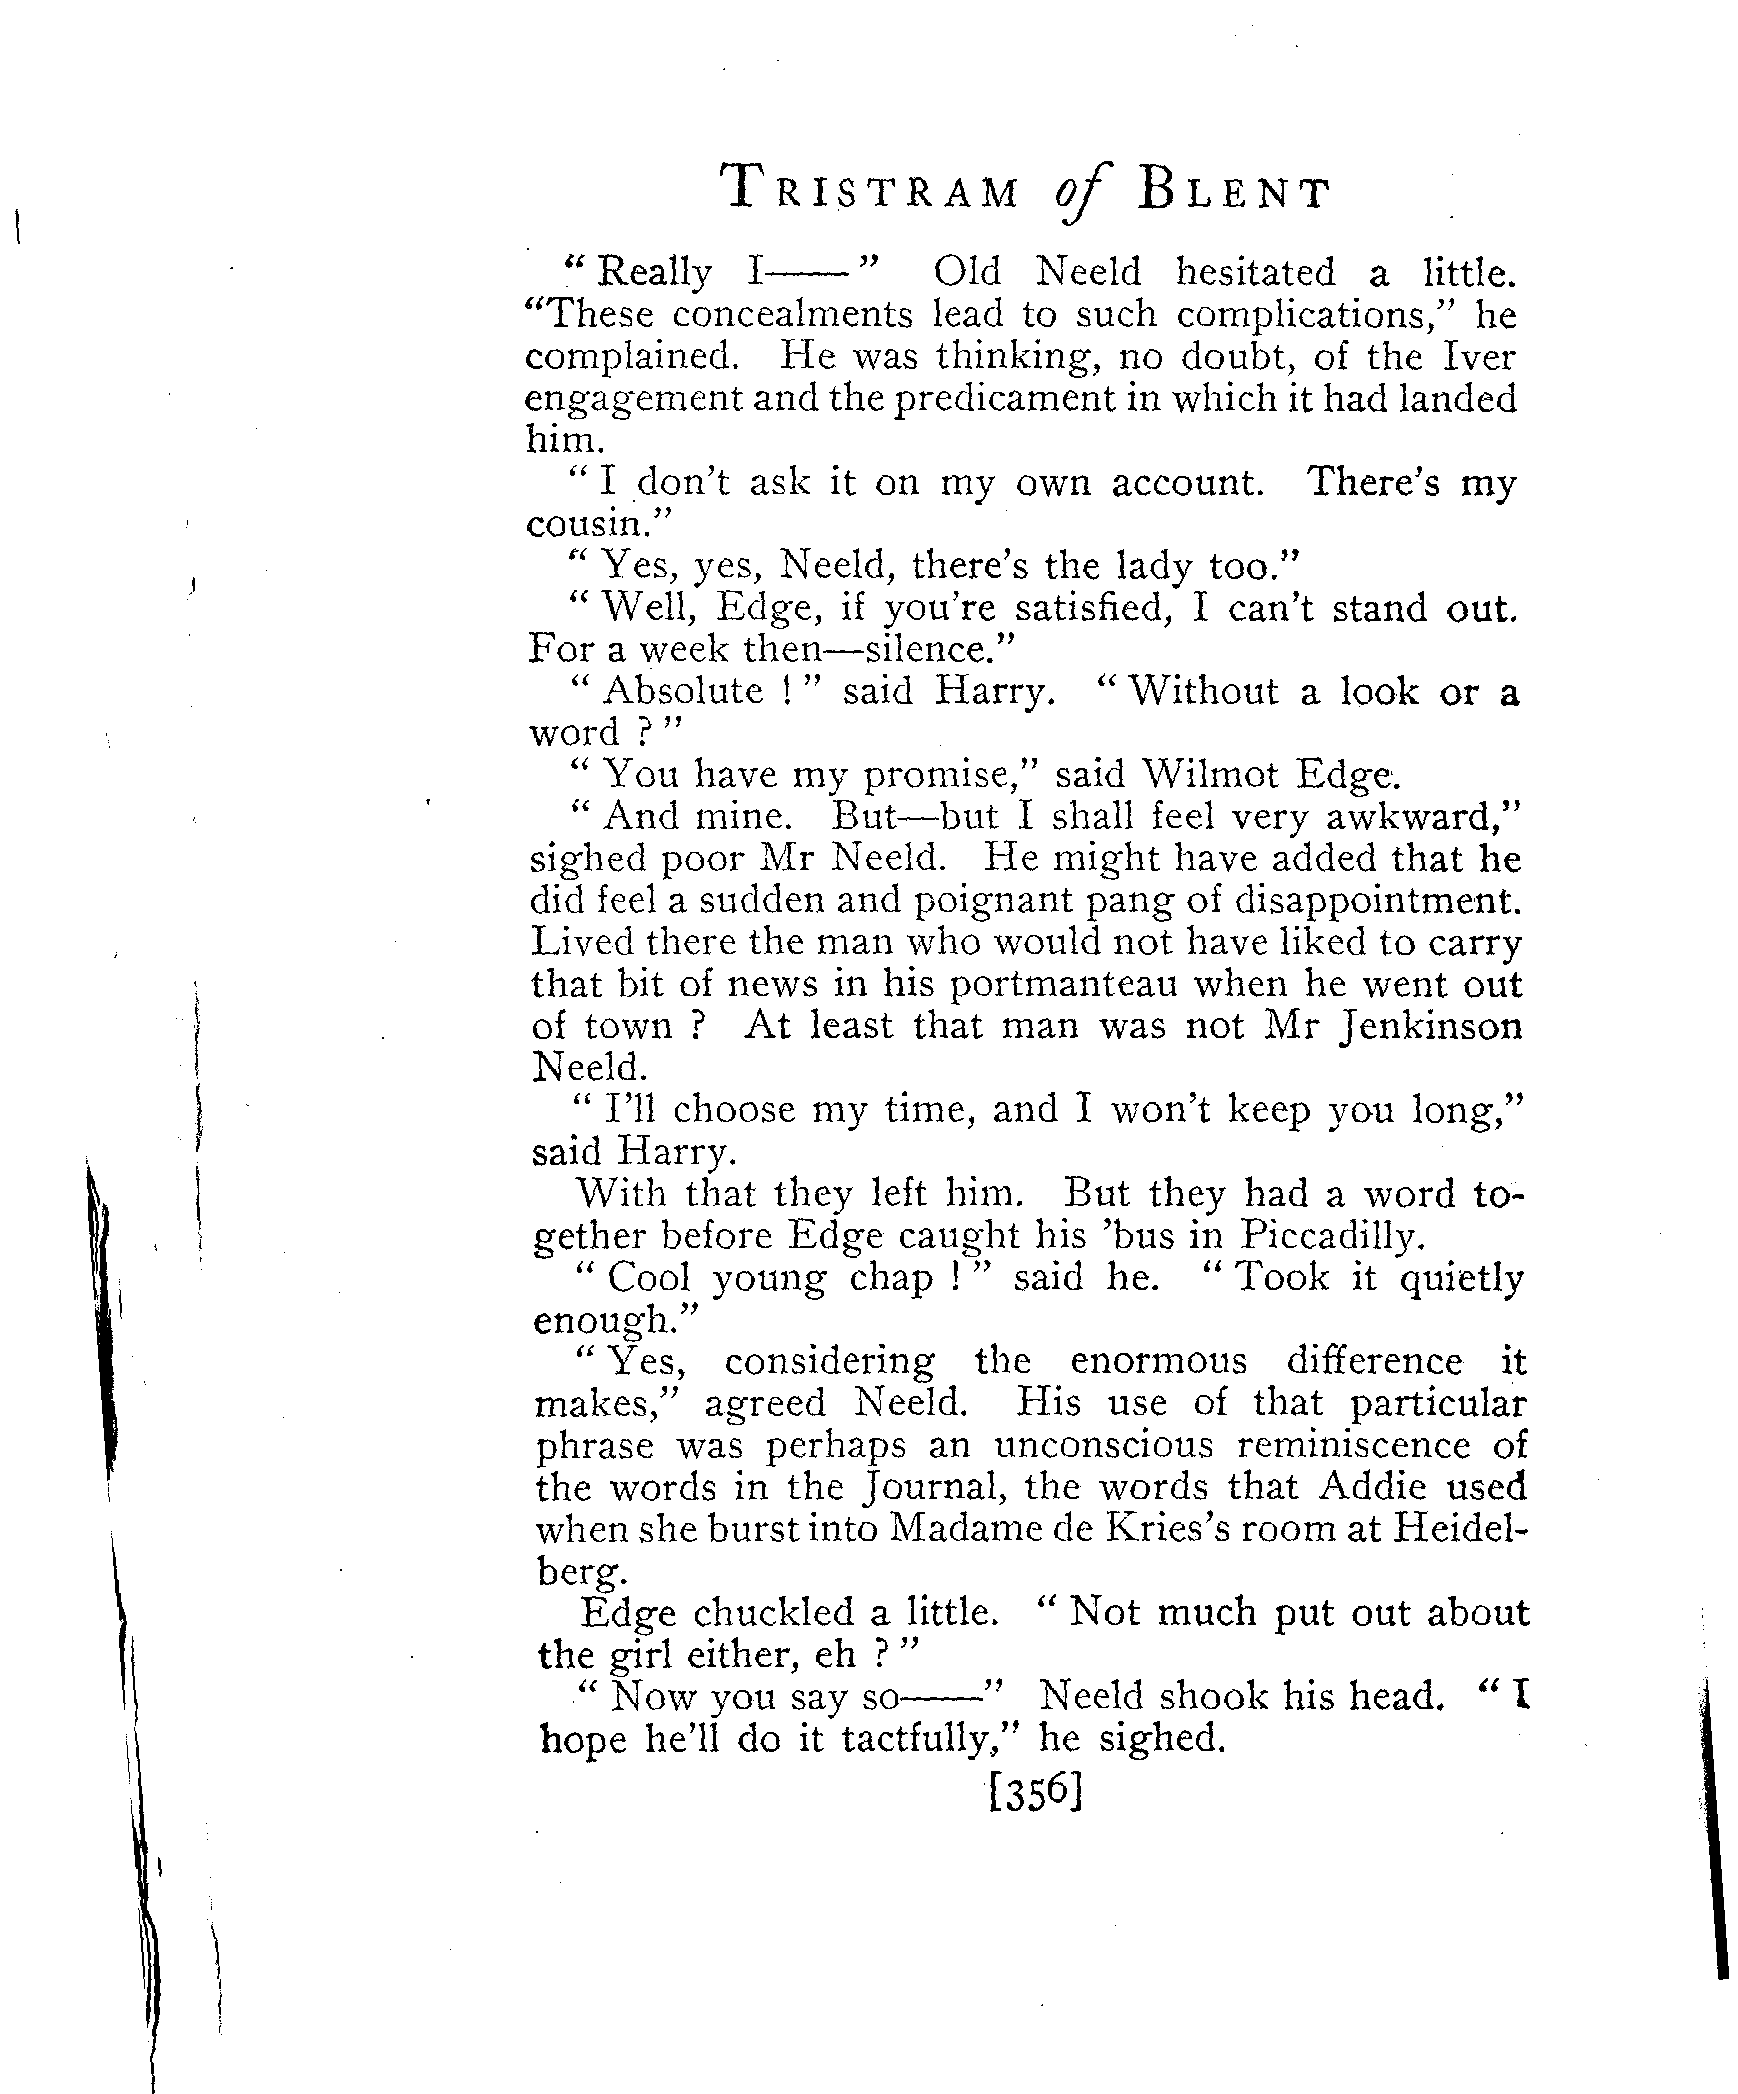 TRISTRAM of BLENT
“ Really I—— ” Old Neeld hesitated a little.
“These concealments lead to such complications,” he
complained. He was thinking, no doubt, of the Iver
engagement and the predicament in which it had landed
him.
“ I don't ask it on my own account. There's my
cousin.”
“ Yes, yes, Neeld, there's the lady too.”
“ Well, Edge, if you're satisfied, I can't stand out.
For a week then—silence.”
“ Absolute ! ” said Harry. “ Without a look or a
word ? ”
“ You have my promise,” said Wilmot Edge.
“ And mine. But—but I shall feel very awkward,”
sighed poor Mr Neeld. He might have added that he
did feel a sudden and poignant pang of disappointment.
Lived there the man who would not have liked to carry
that bit of news in his portmanteau when he went out
of town ? At least that man was not Mr Jenkinson
Neeld.
“ I'll choose my time, and I won't keep you long,”
said Harry.
With that they left him. But they had a word to-
gether before Edge caught his ’bus in Piccadilly.
“ Cool young chap ! ” said he. “ Took it quietly
enough.”
“ Yes, considering the enormous difference it
makes,” agreed Neeld. His use of that particular
phrase was perhaps an unconscious reminiscence of
the words in the Journal, the words that Addie used
when she burst into Madame de Kries's room at Heidel-
berg.
Edge chuckled a little. “ Not much put out about
the girl either, eh ? ”
“ Now you say so——” Neeld shook his head. “ I
hope he'll do it tactfully,” he sighed.
[356]